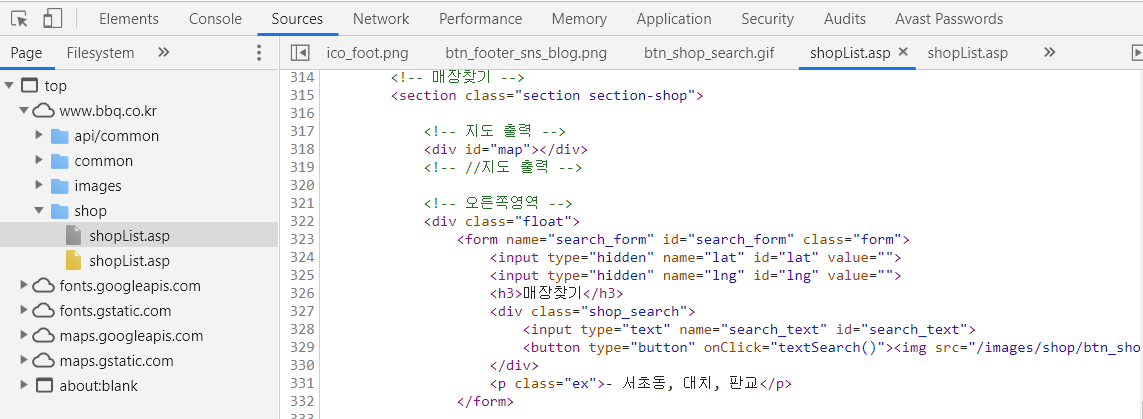 Elements Console Sources Network Performance Memory Application Security Audits Avast Passwords
Page Filesystem » ico_foot.png btn_footer_sns_blog.png btn_shop_search.gif shopList.asp × shopList.asp »
top
www.bbq.co.kr
api/common
common
images
shop
shopList.asp
shopList.asp
fonts.googleapis.com
fonts.gstatic.com
maps.googleapis.com
maps.gstatic.com
about:blank
314 <!-- 매장찾기 -->
315 <section class="section section-shop">
316
317 <!-- 지도 출력 -->
318 <div id="map"></div>
319 <!-- //지도 출력 -->
320
321 <!-- 오른쪽영역 -->
322 <div class="float">
323 <form name="search_form" id="search_form" class="form">
324 <input type="hidden" name="lat" id="lat" value="">
325 <input type="hidden" name="lng" id="lng" value="">
326 <h3>매장찾기</h3>
327 <div class="shop_search">
328 <input type="text" name="search_text" id="search_text">
329 <button type="button" onClick="textSearch()"><img src="/images/shop/btn_sho
330 </div>
331 <p class="ex">- 서초동, 대치, 판교</p>
332 </form>
333